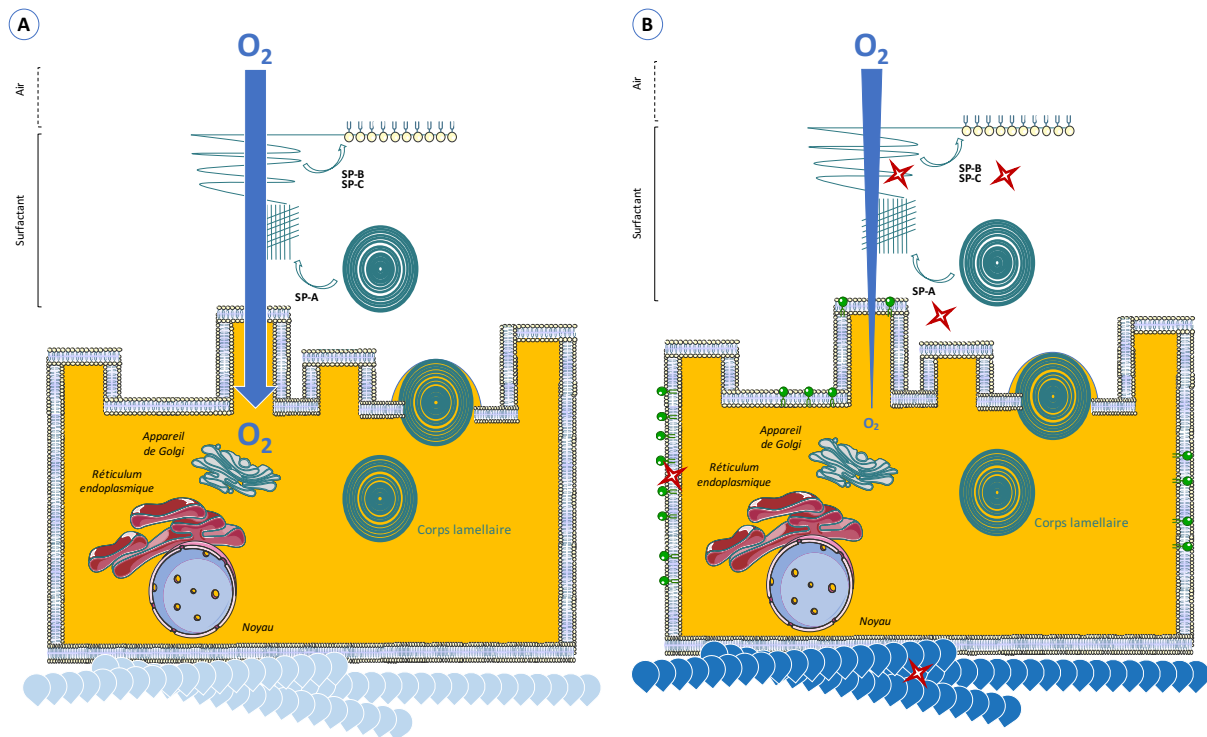 A
O2
Air
Surfactant
SP-B
SP-C
SP-A
O2
Appareil
de Golgi
Réticulum
endoplasmique
Corps lamellaire
Noyau
B
O2
Air
Surfactant
SP-B
SP-C
SP-A
O2
Appareil
de Golgi
Réticulum
endoplasmique
Corps lamellaire
Noyau